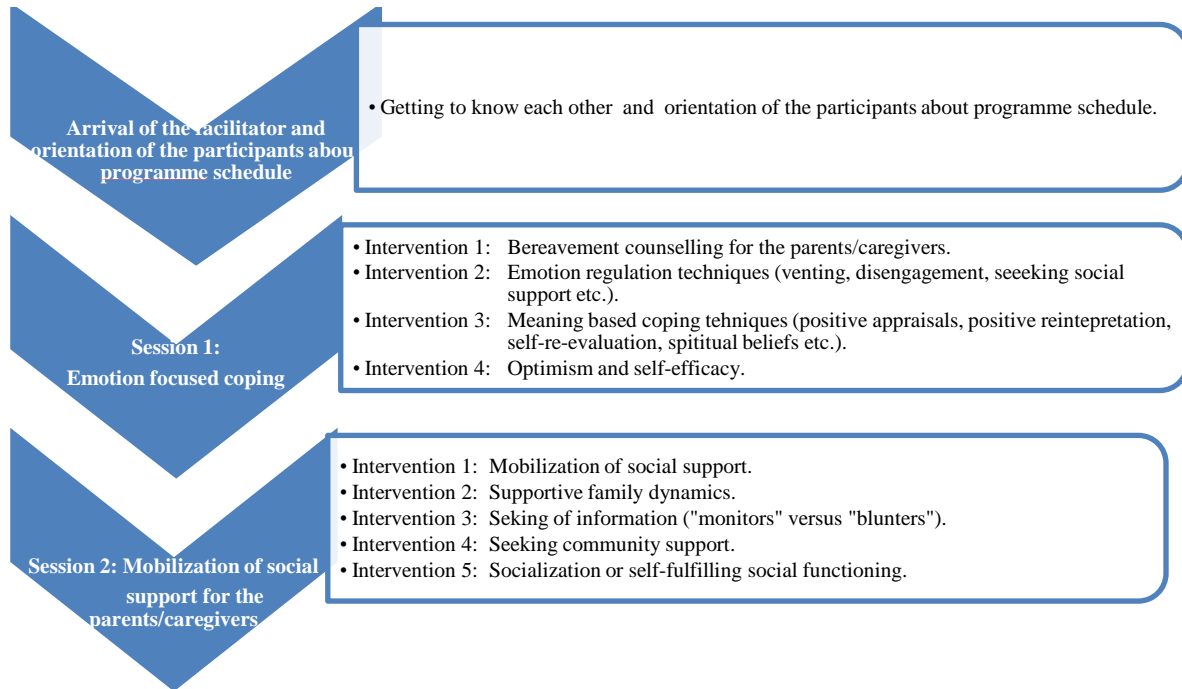 Arrival of the facilitator and
orientation of the participants abou
programme schedule
• Getting to know each other and orientation of the participants about programme schedule.
Session 1:
Emotion focused coping
• Intervention 1: Bereavement counselling for the parents/caregivers.
• Intervention 2: Emotion regulation techniques (venting, disengagement, seeeking social
support etc.).
• Intervention 3: Meaning based coping tehniques (positive appraisals, positive reintepretation,
self-re-evaluation, spititual beliefs etc.).
• Intervention 4: Optimism and self-efficacy.
Session 2: Mobilization of social
support for the
parents/caregivers
• Intervention 1: Mobilization of social support.
• Intervention 2: Supportive family dynamics.
• Intervention 3: Seking of information ("monitors" versus "blunters").
• Intervention 4: Seeking community support.
• Intervention 5: Socialization or self-fulfilling social functioning.